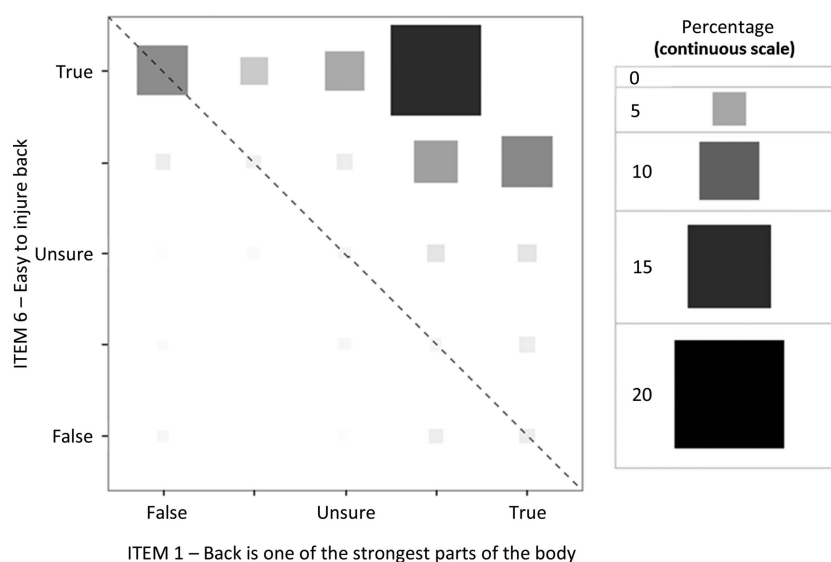 Percentage
(continuous scale)
0
5
10
15
20
True
Unsure
False
ITEM 6 – Easy to injure back
False
Unsure
True
ITEM 1 – Back is one of the strongest parts of the body